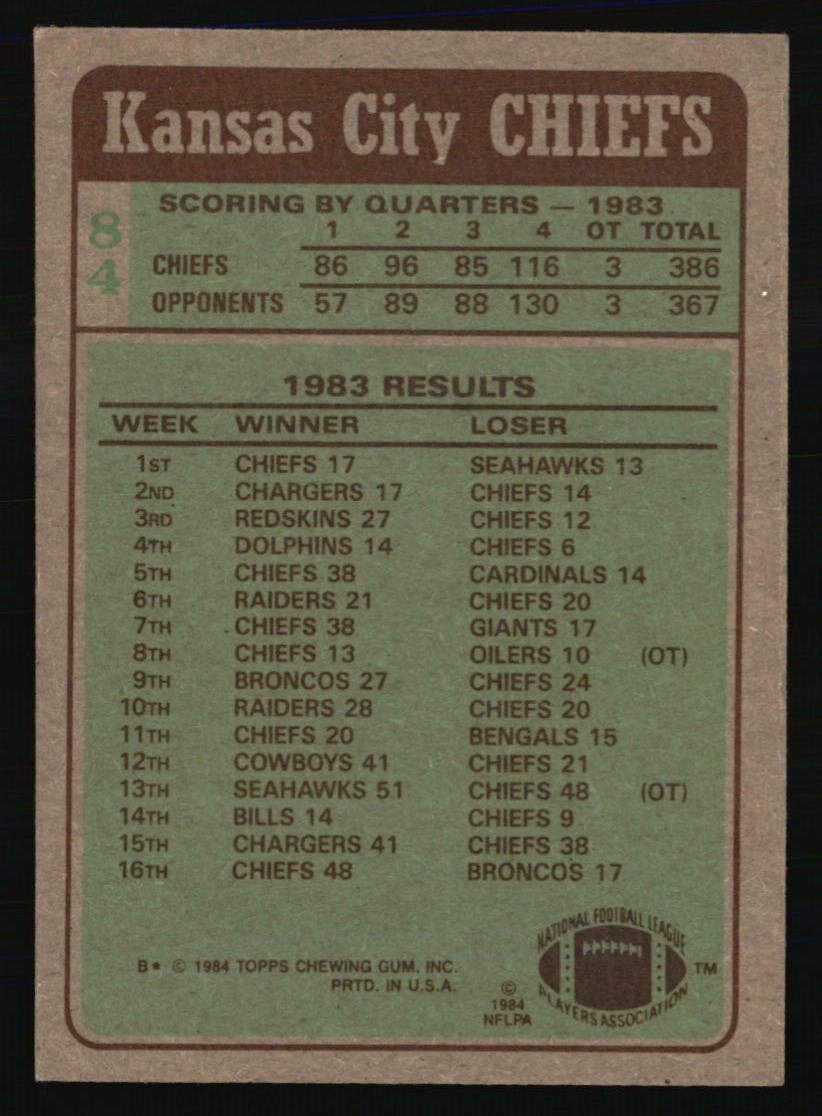 Kansas City CHIEFS
84
SCORING BY QUARTERS — 1983
1 2 3 4 OT TOTAL
CHIEFS 86 96 85 116 3 386
OPPONENTS 57 89 88 130 3 367
1983 RESULTS
WEEK WINNER LOSER
1ST CHIEFS 17 SEAHAWKS 13
2ND CHARGERS 17 CHIEFS 14
3RD REDSKINS 27 CHIEFS 12
4TH DOLPHINS 14 CHIEFS 6
5TH CHIEFS 38 CARDINALS 14
6TH RAIDERS 21 CHIEFS 20
7TH CHIEFS 38 GIANTS 17
8TH CHIEFS 13 OILERS 10 (OT)
9TH BRONCOS 27 CHIEFS 24
10TH RAIDERS 28 CHIEFS 20
11TH CHIEFS 20 BENGALS 15
12TH COWBOYS 41 CHIEFS 21
13TH SEAHAWKS 51 CHIEFS 48 (OT)
14TH BILLS 14 CHIEFS 9
15TH CHARGERS 41 CHIEFS 38
16TH CHIEFS 48 BRONCOS 17
B★ © 1984 TOPPS CHEWING GUM, INC.
PRTD. IN U.S.A.
©
1984
NFLPA
NATIONAL FOOTBALL LEAGUE
PLAYERS ASSOCIATION
TM